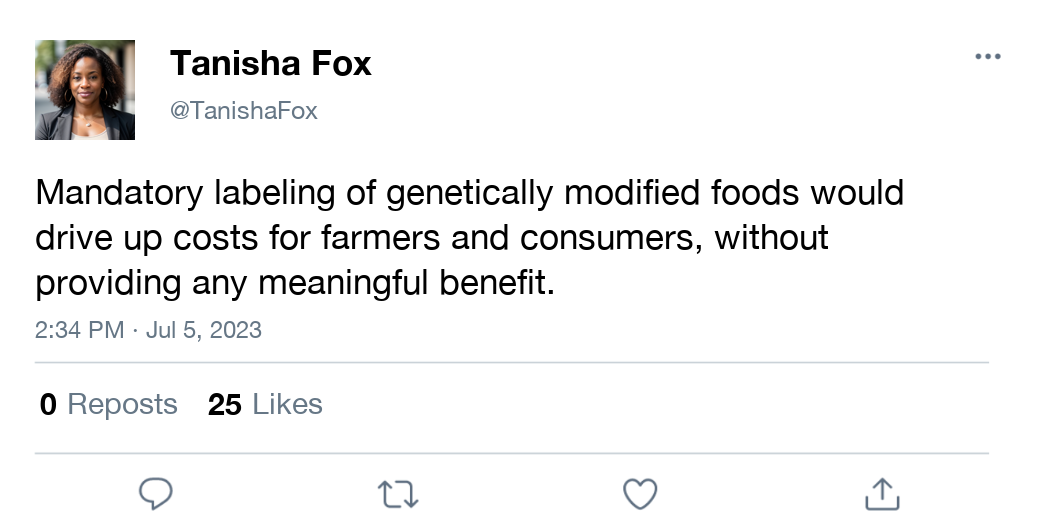 Tanisha Fox
@TanishaFox
Mandatory labeling of genetically modified foods would
drive up costs for farmers and consumers, without
providing any meaningful benefit.
2:34 PM · Jul 5, 2023
0 Reposts 25 Likes